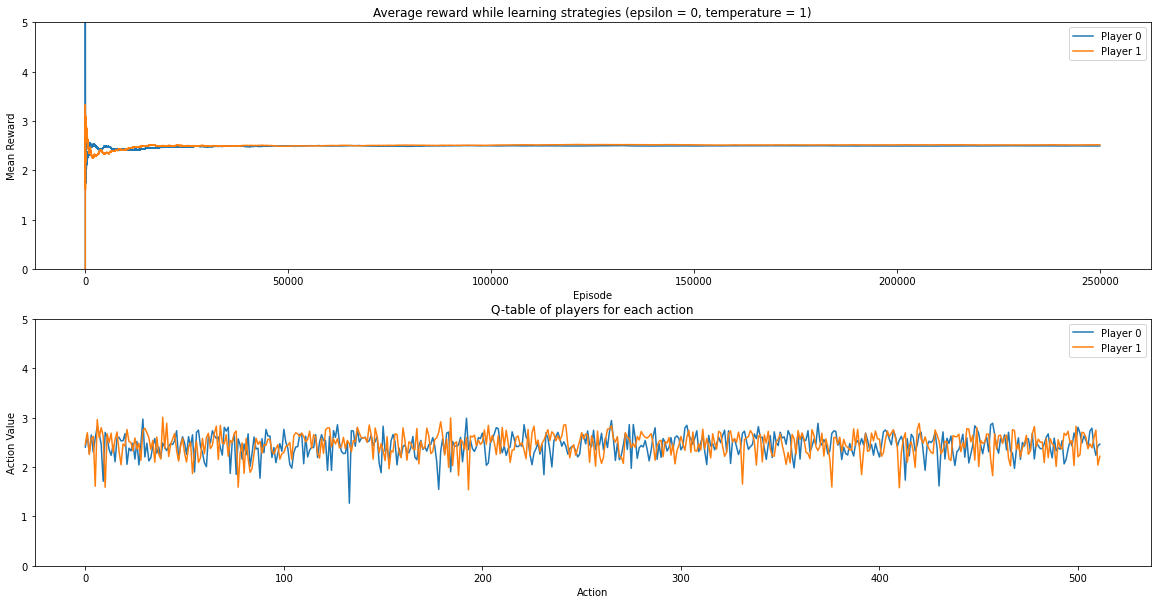 Average reward while learning strategies (epsilon = 0, temperature = 1)
5
4
3
2
1
0
Mean Reward
Player 0
Player 1
0
50000
100000
150000
200000
250000
Episode
Q-table of players for each action
5
4
3
2
1
0
Action Value
Player 0
Player 1
0
100
200
300
400
500
Action